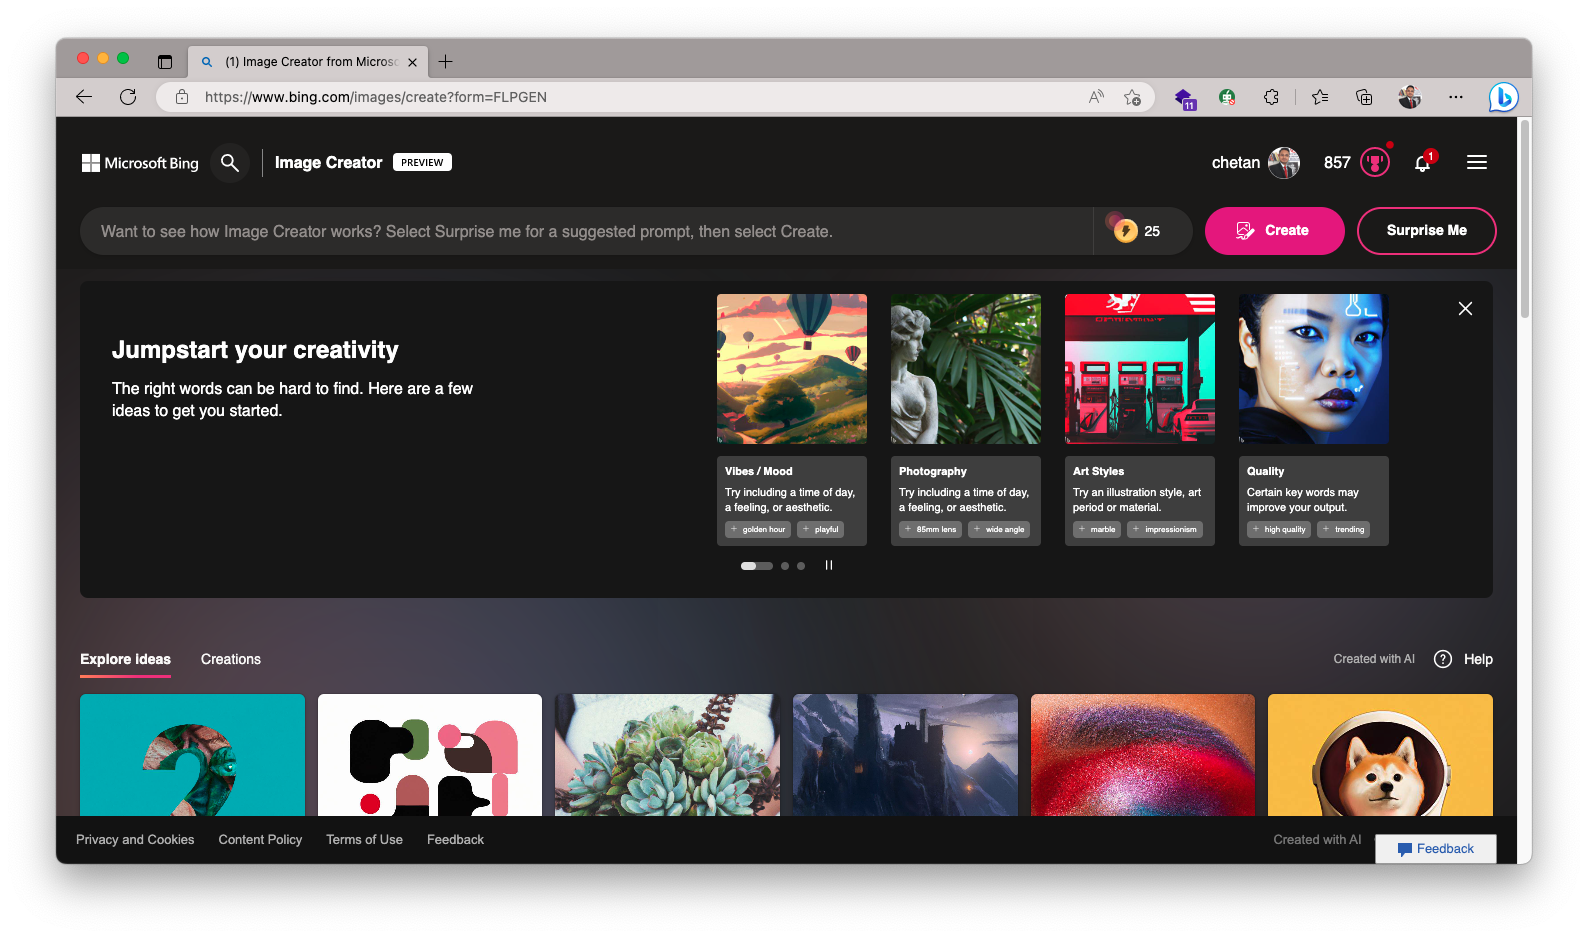 (1) Image Creator from Micros
https://www.bing.com/images/create?form=FLPGEN
11
Microsoft Bing
Image Creator
PREVIEW
chetan
857
1
Want to see how Image Creator works? Select Surprise me for a suggested prompt, then select Create.
25
Create
Surprise Me
Jumpstart your creativity
The right words can be hard to find. Here are a few
ideas to get you started.
Vibes / Mood
Try including a time of day,
a feeling, or aesthetic.
+ golden hour
+ playful
Photography
Try including a time of day,
a feeling, or aesthetic.
+ 85mm lens
+ wide angle
Art Styles
Try an illustration style, art
period or material.
+ marble
+ impressionism
Quality
Certain key words may
improve your output.
+ high quality
+ trending
Explore ideas
Creations
Created with AI
Help
Privacy and Cookies
Content Policy
Terms of Use
Feedback
Created with AI
Feedback